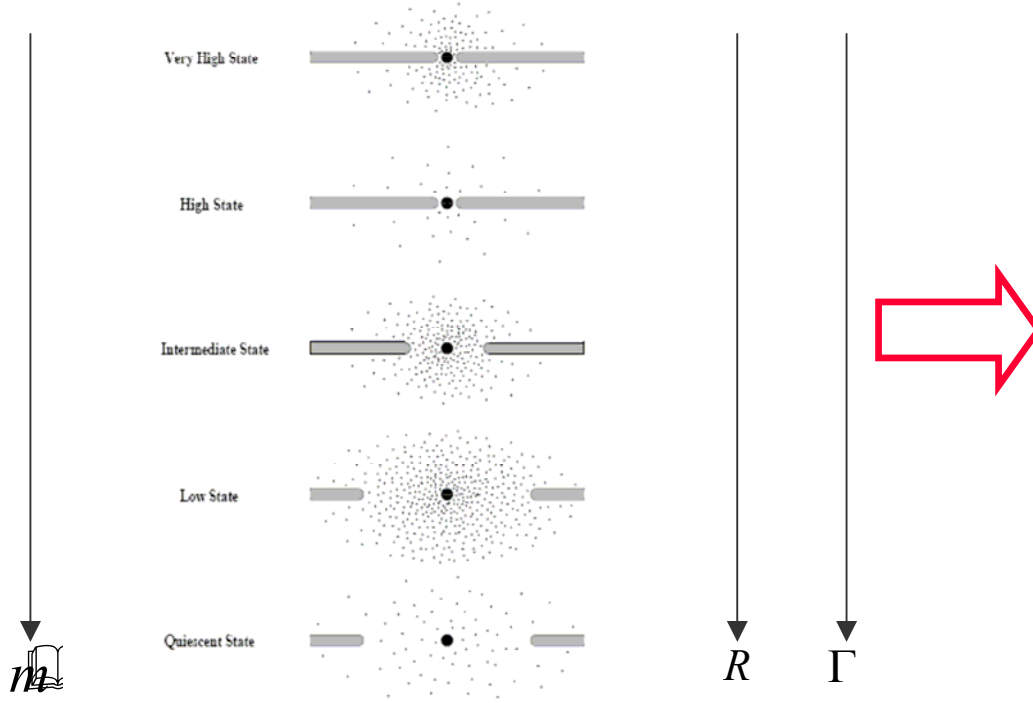 Very High State
High State
Intermediate State
Low State
Quiescent State
m
R
Γ